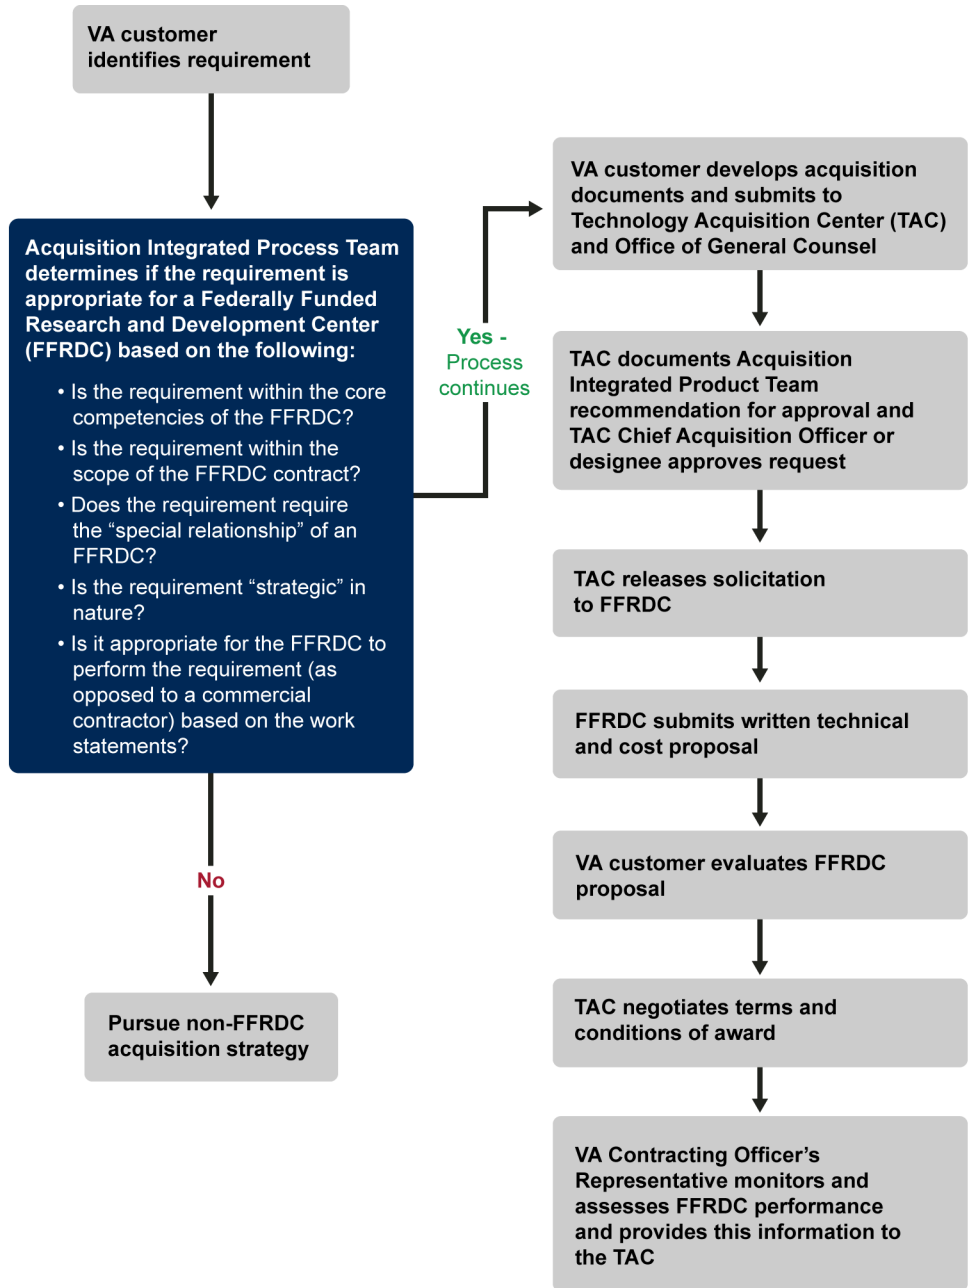 VA customer
identifies requirement
Acquisition Integrated Process Team
determines if the requirement is
appropriate for a Federally Funded
Research and Development Center
(FFRDC) based on the following:
• Is the requirement within the core
competencies of the FFRDC?
• Is the requirement within the
scope of the FFRDC contract?
• Does the requirement require
the “special relationship” of an
FFRDC?
• Is the requirement “strategic” in
nature?
• Is it appropriate for the FFRDC to
perform the requirement (as
opposed to a commercial
contractor) based on the work
statements?
No
Pursue non-FFRDC
acquisition strategy
Yes -
Process
continues
VA customer develops acquisition
documents and submits to
Technology Acquisition Center (TAC)
and Office of General Counsel
TAC documents Acquisition
Integrated Product Team
recommendation for approval and
TAC Chief Acquisition Officer or
designee approves request
TAC releases solicitation
to FFRDC
FFRDC submits written technical
and cost proposal
VA customer evaluates FFRDC
proposal
TAC negotiates terms and
conditions of award
VA Contracting Officer’s
Representative monitors and
assesses FFRDC performance
and provides this information to
the TAC